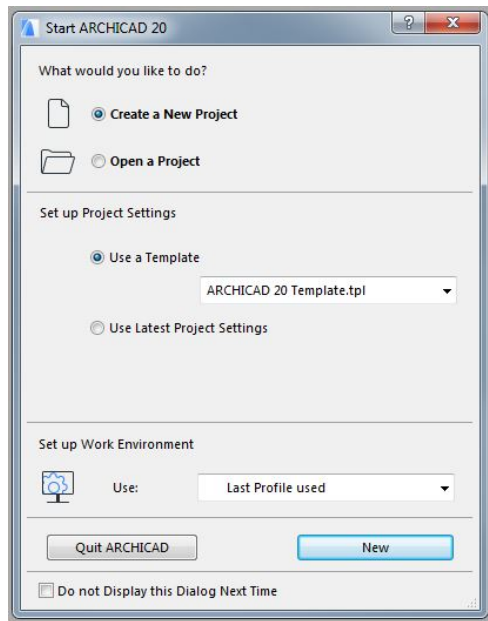 Start ARCHICAD 20
?
What would you like to do?
Create a New Project
Open a Project
Set up Project Settings
Use a Template
ARCHICAD 20 Template.tpl
Use Latest Project Settings
Set up Work Environment
Use: Last Profile used
Quit ARCHICAD New
Do not Display this Dialog Next Time